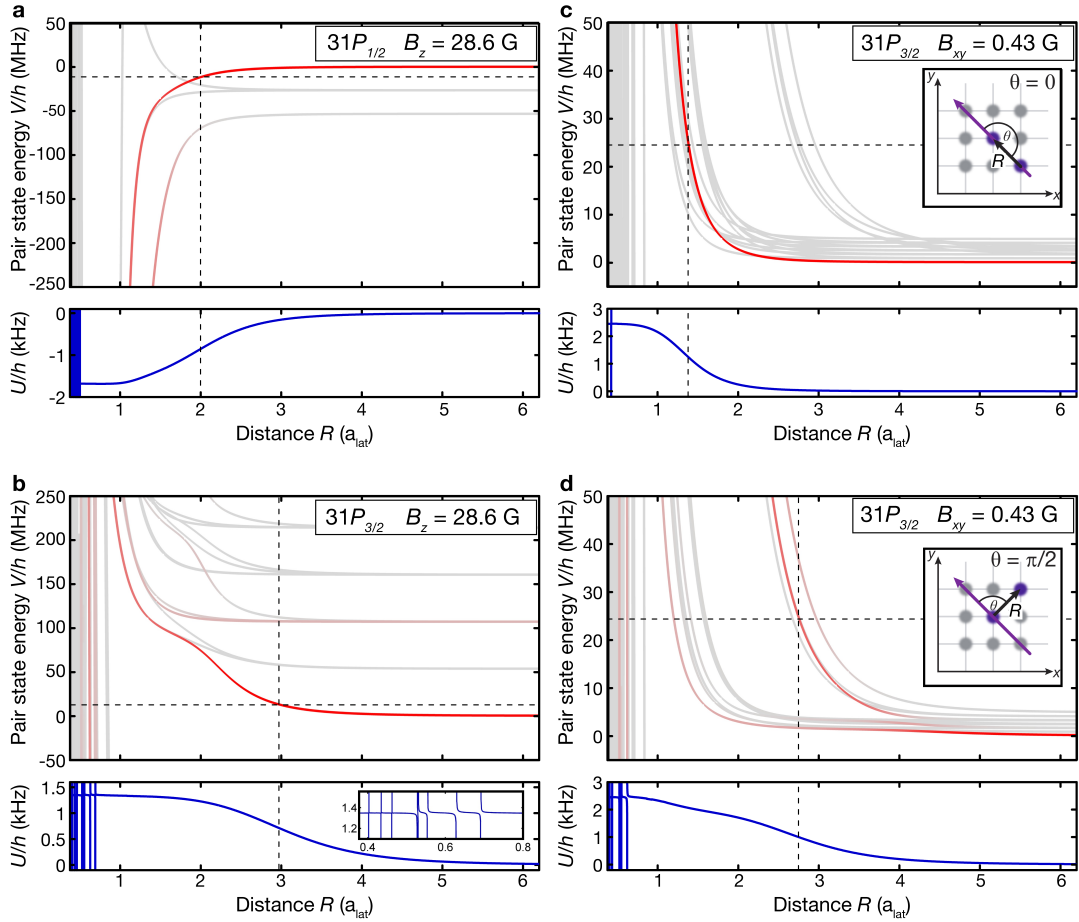 a
31P1/2 Bz = 28.6 G
Pair state energy V/h (MHz)
50
0
-50
-100
-150
-200
-250
U/h (kHz)
0
-1
-2
1 2 3 4 5 6
Distance R (alat)
b
31P3/2 Bz = 28.6 G
Pair state energy V/h (MHz)
250
200
150
100
50
0
-50
U/h (kHz)
1.5
1
0.5
0
1.4
1.2
0.4 0.6 0.8
1 2 3 4 5 6
Distance R (alat)
c
31P3/2 Bxy = 0.43 G
Pair state energy V/h (MHz)
50
40
30
20
10
0
y
θ = 0
θ
R
x
U/h (kHz)
3
2
1
0
1 2 3 4 5 6
Distance R (alat)
d
31P3/2 Bxy = 0.43 G
Pair state energy V/h (MHz)
50
40
30
20
10
0
y
θ = π/2
θ
R
x
U/h (kHz)
3
2
1
0
1 2 3 4 5 6
Distance R (alat)